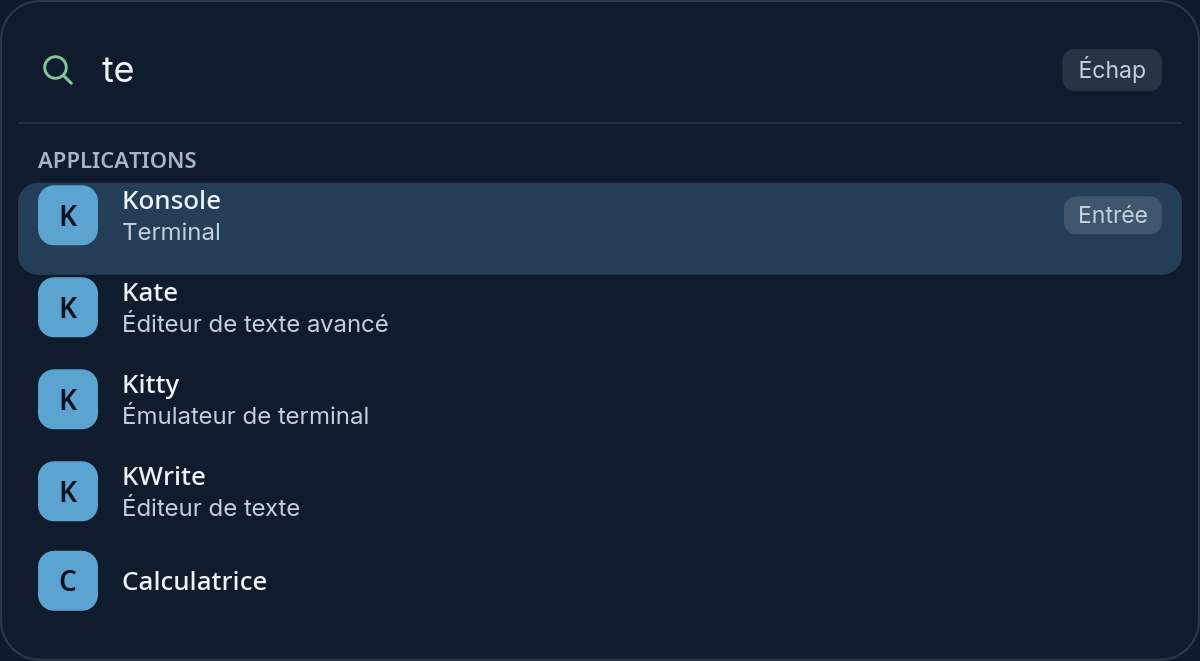 te
Échap
APPLICATIONS
K
Konsole
Terminal
Entrée
K
Kate
Éditeur de texte avancé
K
Kitty
Émulateur de terminal
K
KWrite
Éditeur de texte
C
Calculatrice